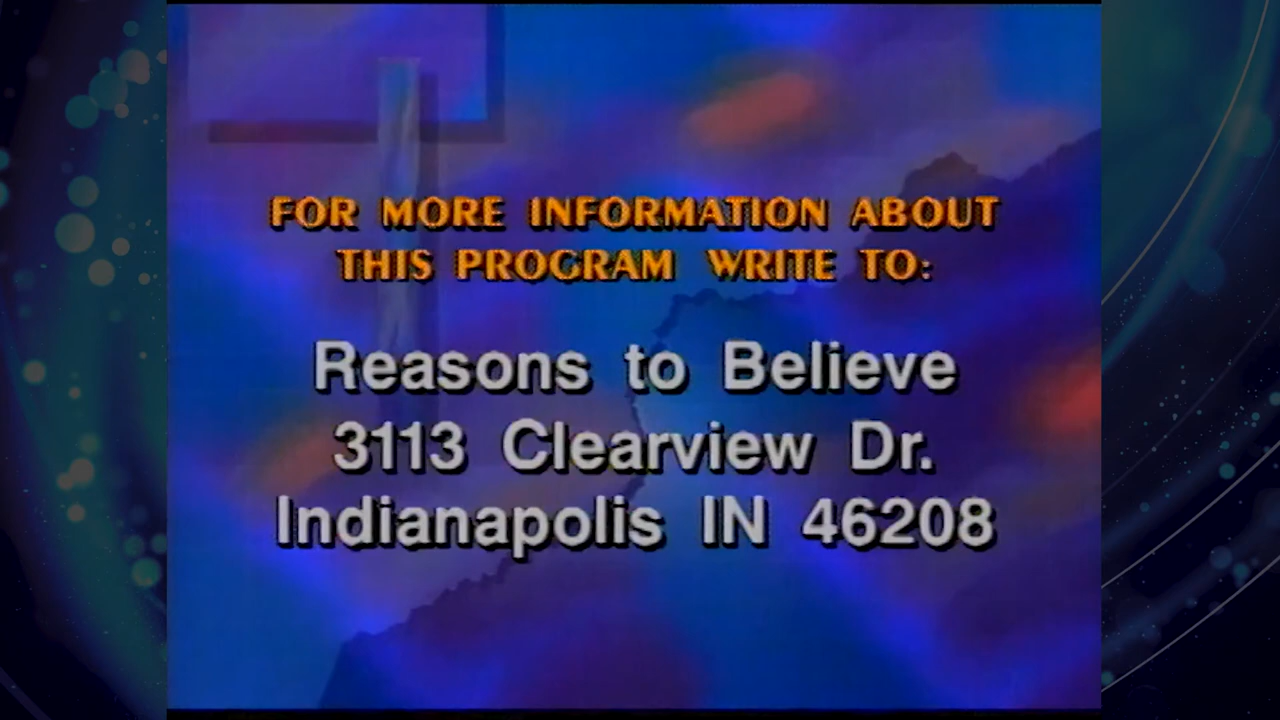 FOR MORE INFORMATION ABOUT
THIS PROGRAM WRITE TO:
Reasons to Believe
3113 Clearview Dr.
Indianapolis IN 46208